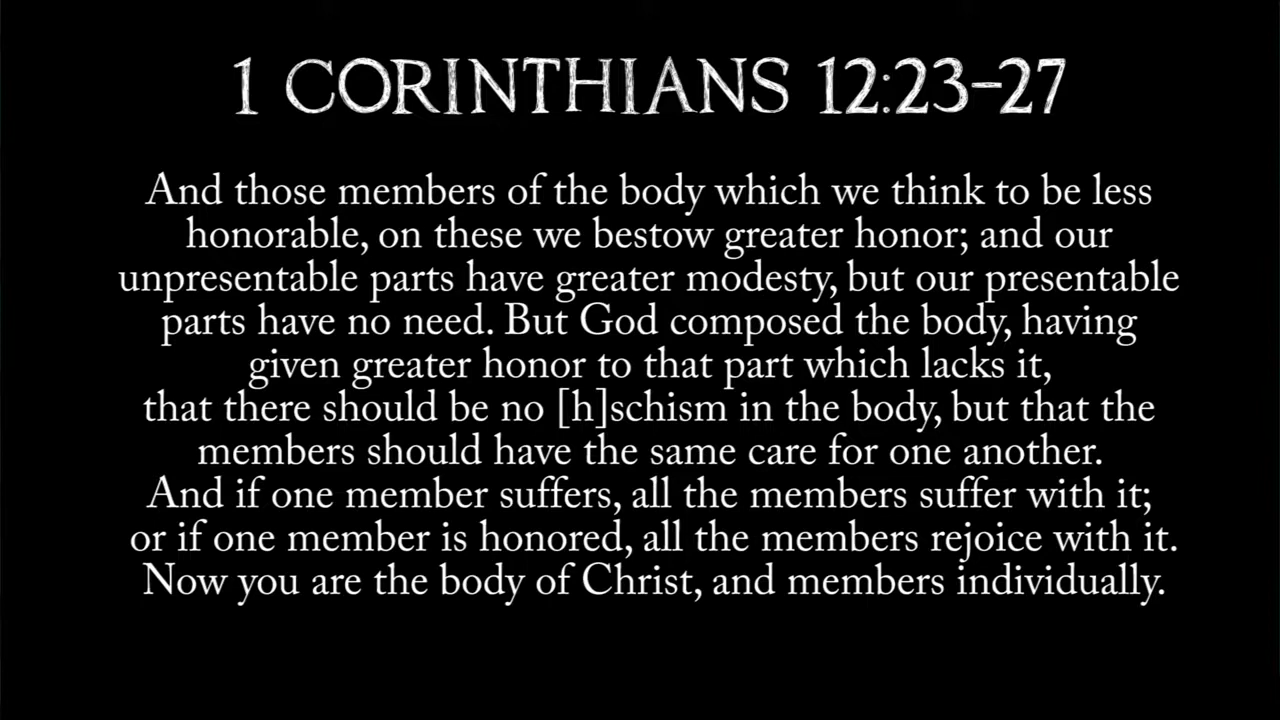 1 CORINTHIANS 12:23–27
And those members of the body which we think to be less
honorable, on these we bestow greater honor; and our
unpresentable parts have greater modesty, but our presentable
parts have no need. But God composed the body, having
given greater honor to that part which lacks it,
that there should be no [h]schism in the body, but that the
members should have the same care for one another.
And if one member suffers, all the members suffer with it;
or if one member is honored, all the members rejoice with it.
Now you are the body of Christ, and members individually.